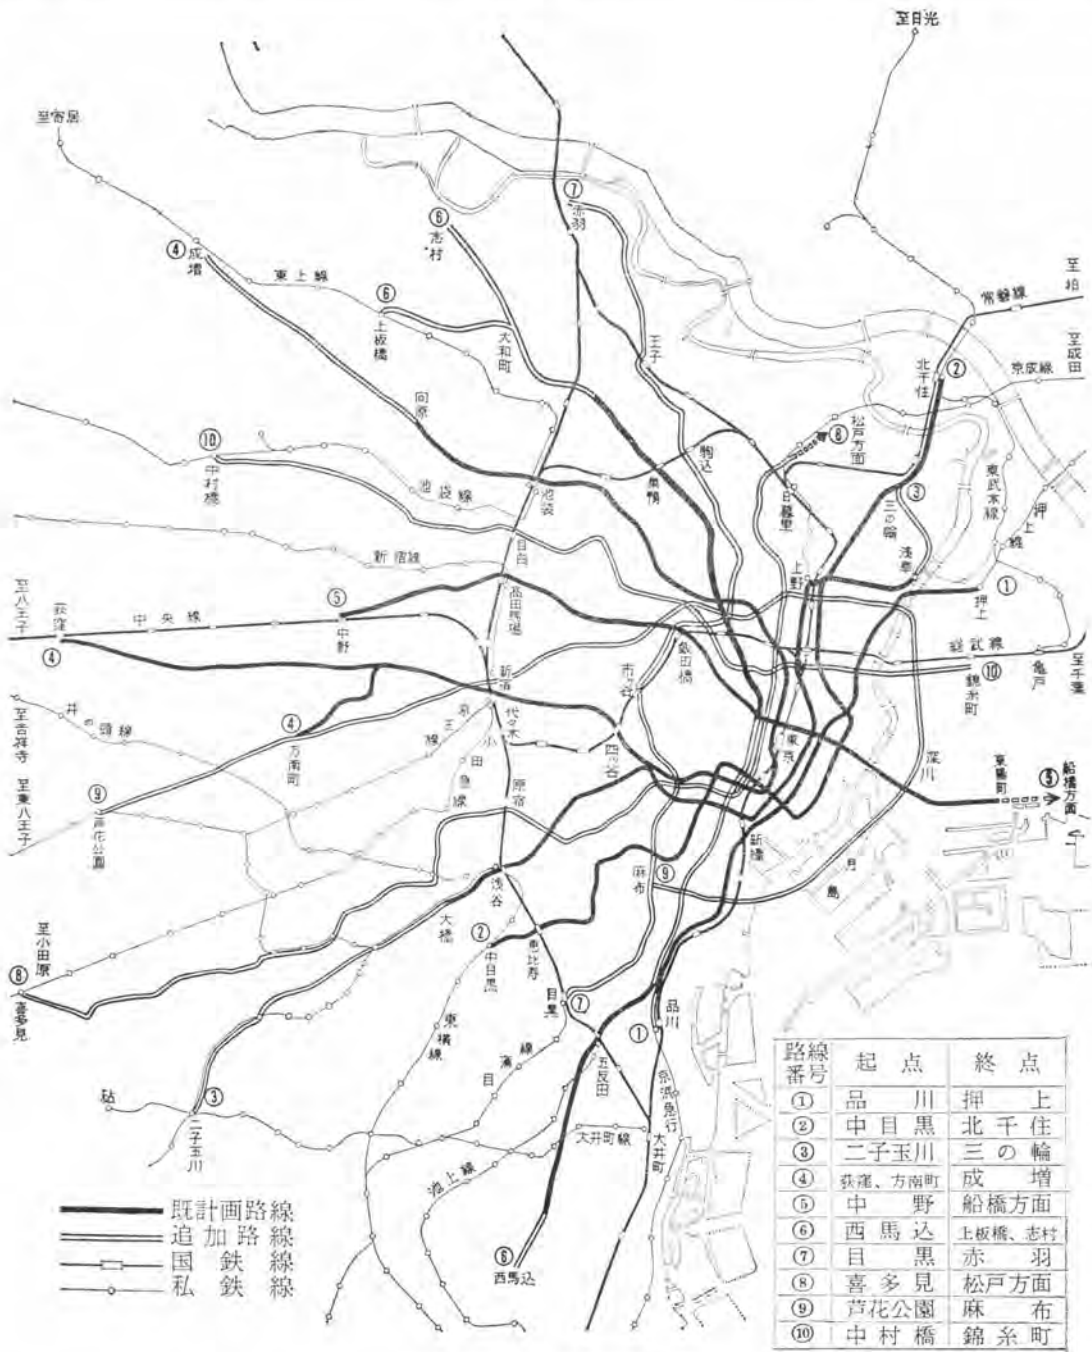 至日光
至寄居
⑦
赤羽
⑥
志村
④
成増
東上線
⑥
上板橋
大和町
王子
常磐線
至柏
至成田
京成線
②
北千住
向原
⑩
中村橋
池袋線
池袋
巣鴨
駒込
松戸方面
⑧
日暮里
③
三の輪
東武本線
押上線
浅草
上野
①
押上
新宿線
目白
高田馬場
至八王子
荻窪
④
中央線
⑤
中野
飯田橋
市ヶ谷
総武線
⑩
錦糸町
亀戸
至千葉
新宿
京王線
小田急線
代々木
四ッ谷
東京
至吉祥寺
井の頭線
④
方南町
原宿
深川
東陽町
⑤
船橋方面
至東八王子
⑨
芦花公園
新橋
月島
麻布
⑨
渋谷
大橋
②
中目黒
恵比寿
至小田原
⑧
喜多見
目黒
⑦
品川
①
東横線
目蒲線
五反田
京浜急行
砧
③
二子玉川
大井町線
大井町
池上線
⑥
西馬込
既計画路線
追加路線
国鉄線
私鉄線
路線番号 起点 終点
① 品川 押上
② 中目黒 北千住
③ 二子玉川 三の輪
④ 荻窪、方南町 成増
⑤ 中野 船橋方面
⑥ 西馬込 上板橋、志村
⑦ 目黒 赤羽
⑧ 喜多見 松戸方面
⑨ 芦花公園 麻布
⑩ 中村橋 錦糸町